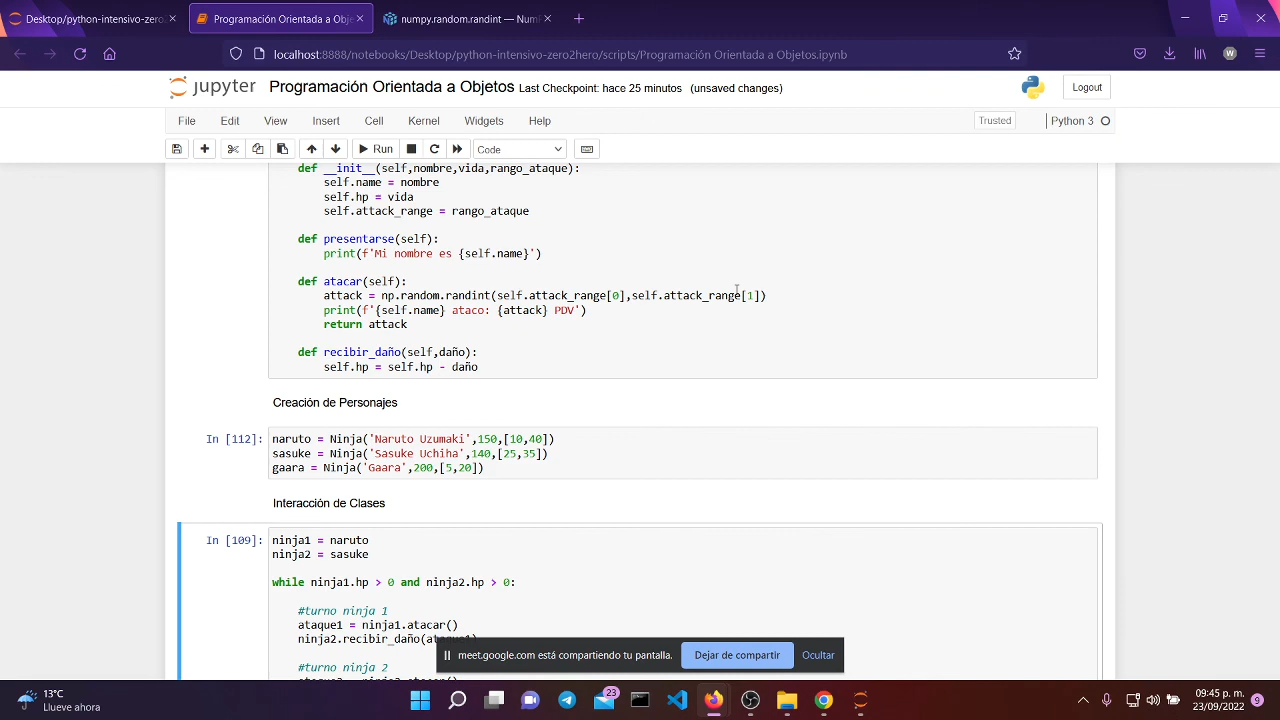 Desktop/python-intensivo-zero
Programación Orientada a Obje
numpy.random.randint — Num
localhost:8888/notebooks/Desktop/python-intensivo-zero2hero/scripts/Programación Orientada a Objetos.ipynb
W
jupyter Programación Orientada a Objetos Last Checkpoint: hace 25 minutos (unsaved changes)
Logout
File Edit View Insert Cell Kernel Widgets Help
Trusted Python 3
Run Code
def __init__(self,nombre,vida,rango_ataque):
self.name = nombre
self.hp = vida
self.attack_range = rango_ataque
def presentarse(self):
print(f'Mi nombre es {self.name}')
def atacar(self):
attack = np.random.randint(self.attack_range[0],self.attack_range[1])
print(f'{self.name} ataco: {attack} PDV')
return attack
def recibir_daño(self,daño):
self.hp = self.hp - daño
Creación de Personajes
In [112]: naruto = Ninja('Naruto Uzumaki',150,[10,40])
sasuke = Ninja('Sasuke Uchiha',140,[25,35])
gaara = Ninja('Gaara',200,[5,20])
Interacción de Clases
In [109]: ninja1 = naruto
ninja2 = sasuke
while ninja1.hp > 0 and ninja2.hp > 0:
#turno ninja 1
ataque1 = ninja1.atacar()
ninja2.recibir_daño(
#turno ninja 2
meet.google.com está compartiendo tu pantalla. Dejar de compartir Ocultar
13°C
Llueve ahora
23
09:45 p. m.
23/09/2022
9